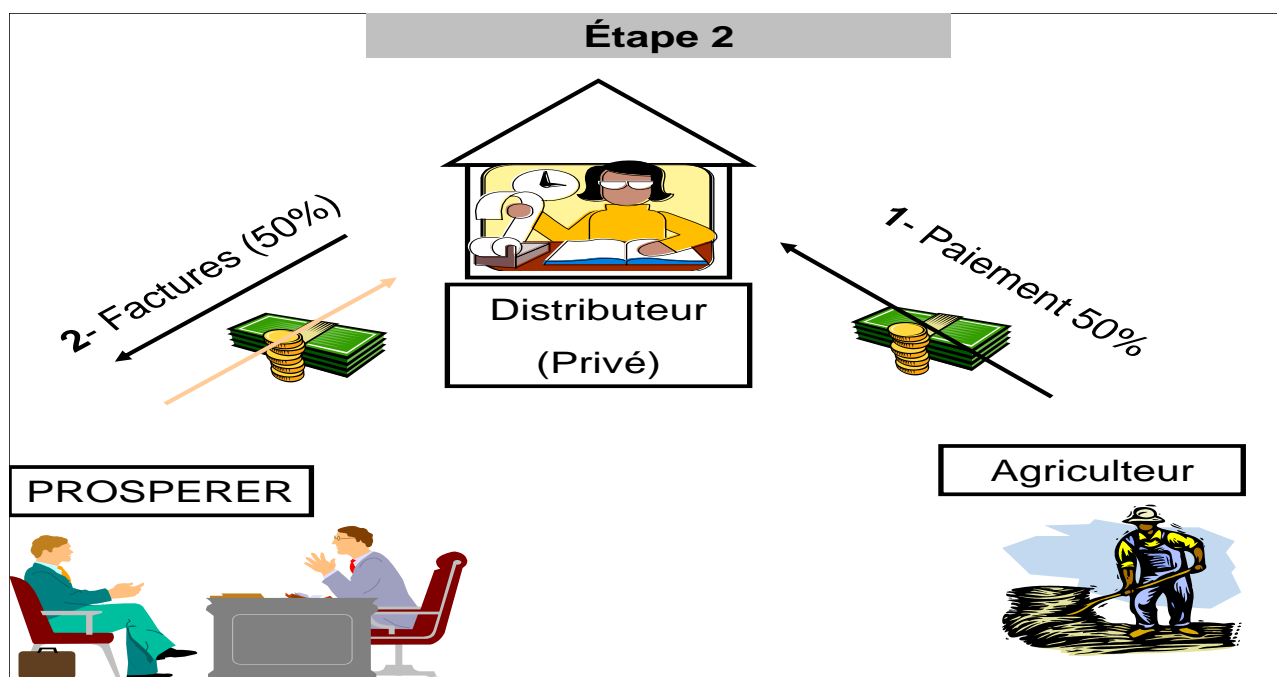 Étape 2
2- Factures (50%)
1- Paiement 50%
Distributeur
(Privé)
PROSPERER
Agriculteur